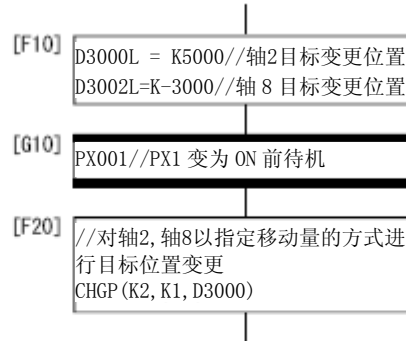 [F10]
D3000L = K5000//轴2目标变更位置
D3002L=K-3000//轴 8 目标变更位置
[G10]
PX001//PX1 变为 ON 前待机
[F20]
//对轴2,轴8以指定移动量的方式进
行目标位置变更
CHGP(K2,K1,D3000)